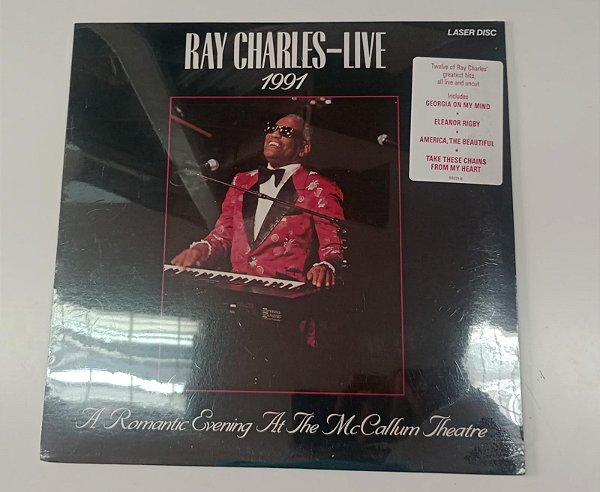 LASER DISC
RAY CHARLES–LIVE
1991
Twelve of Ray Charles'
greatest hits,
all live and uncut
Includes
GEORGIA ON MY MIND
•
ELEANOR RIGBY
•
AMERICA, THE BEAUTIFUL
•
TAKE THESE CHAINS
FROM MY HEART
A Romantic Evening At The McCallum Theatre